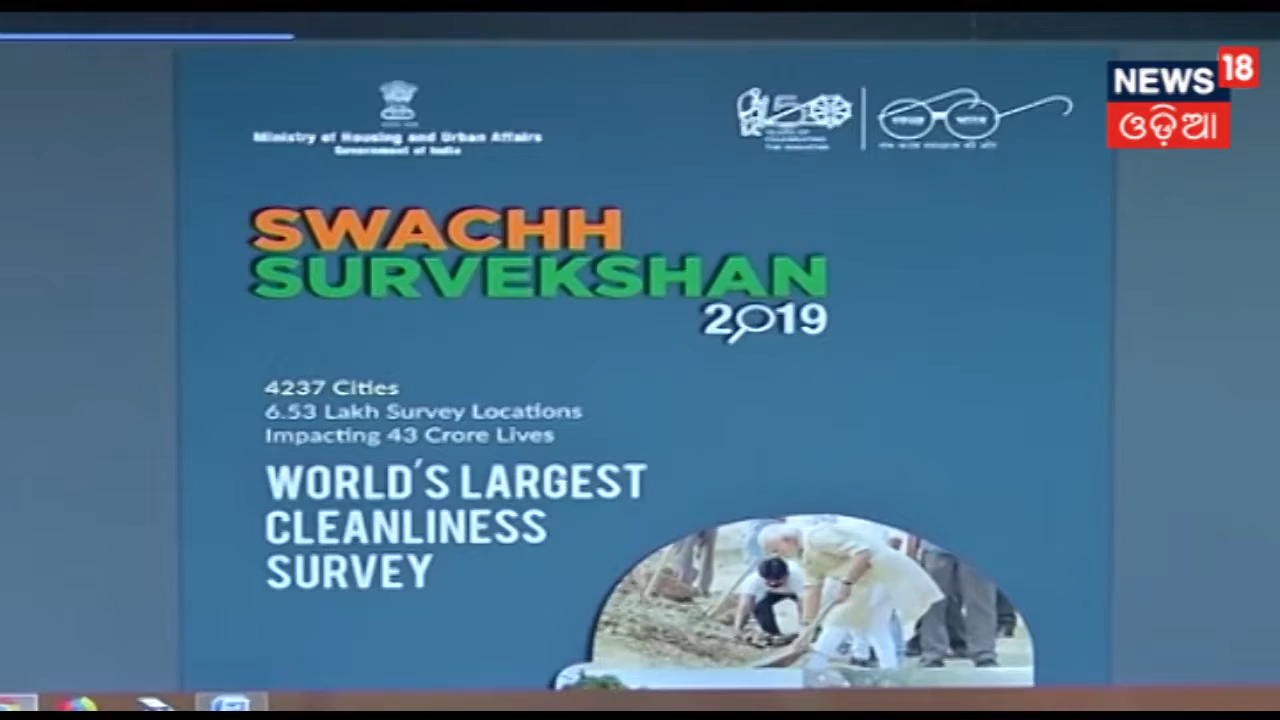 NEWS 18
ଓଡ଼ିଆ
Ministry of Housing and Urban Affairs
Government of India
SWACHH
SURVEKSHAN
2019
4237 Cities
6.53 Lakh Survey Locations
Impacting 43 Crore Lives
WORLD'S LARGEST
CLEANLINESS
SURVEY